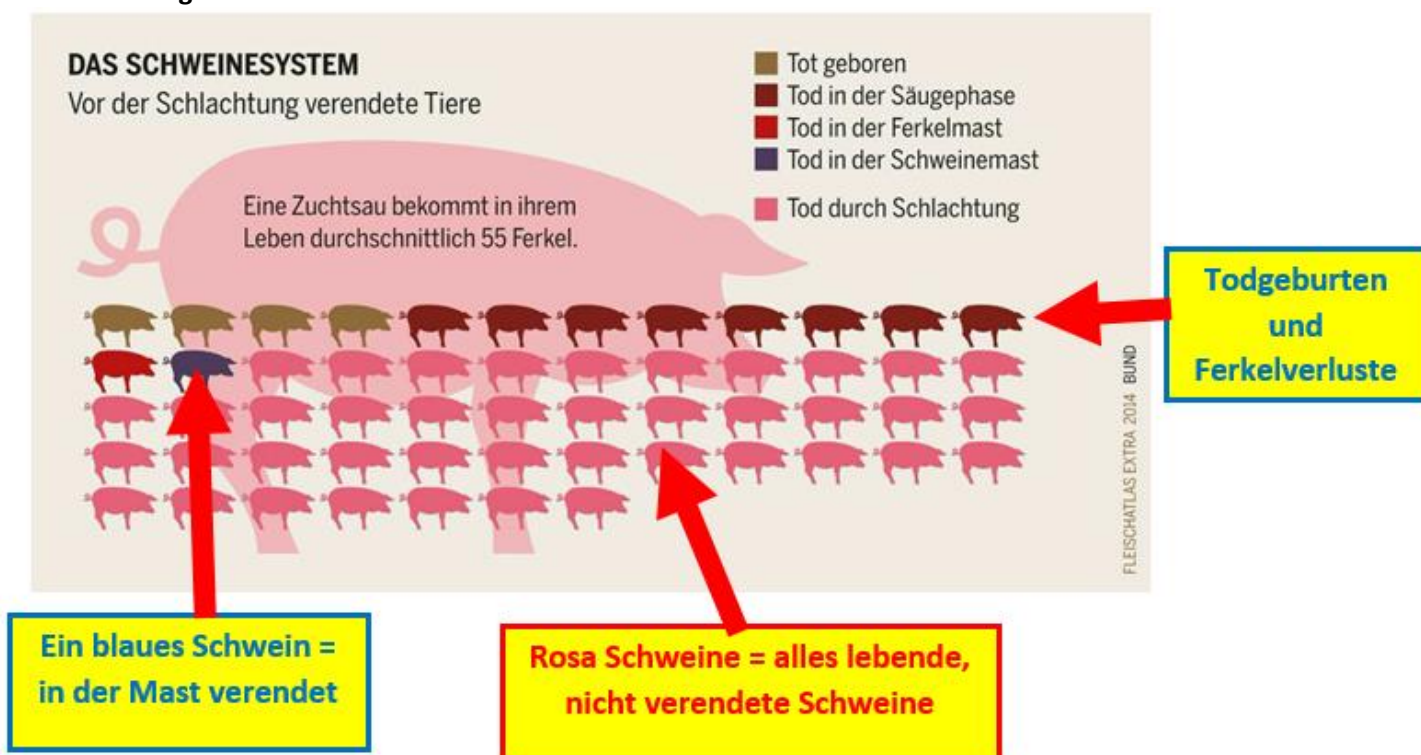 DAS SCHWEINESYSTEM
Vor der Schlachtung verendete Tiere
Tot geboren
Tod in der Säugephase
Tod in der Ferkelmast
Tod in der Schweinemast
Tod durch Schlachtung
Eine Zuchtsau bekommt in ihrem
Leben durchschnittlich 55 Ferkel.
Todgeburten
und
Ferkelverluste
FLEISCHATLAS EXTRA 2014 BUND
Ein blaues Schwein =
in der Mast verendet
Rosa Schweine = alles lebende,
nicht verendete Schweine